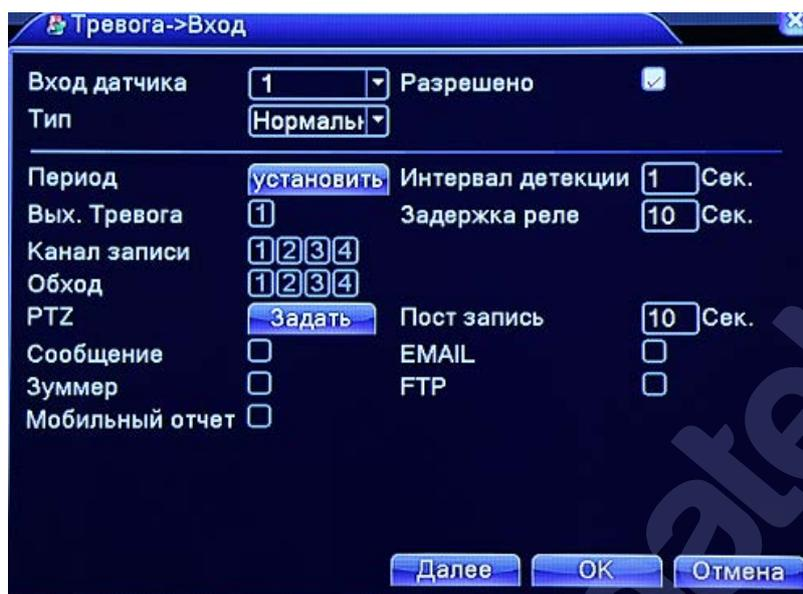 Тревога->Вход
Вход датчика 1 Разрешено
Тип Нормальн
Период установить Интервал детекции 1 Сек.
Вых. Тревога 1 Задержка реле 10 Сек.
Канал записи 1 2 3 4
Обход 1 2 3 4
PTZ Задать Пост запись 10 Сек.
Сообщение EMAIL
Зуммер FTP
Мобильный отчет
Далее OK Отмена